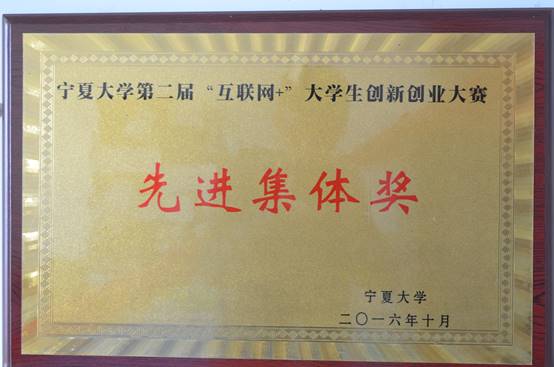 宁夏大学第二届“互联网+”大学生创新创业大赛
先进集体奖
宁夏大学
二〇一六年十月